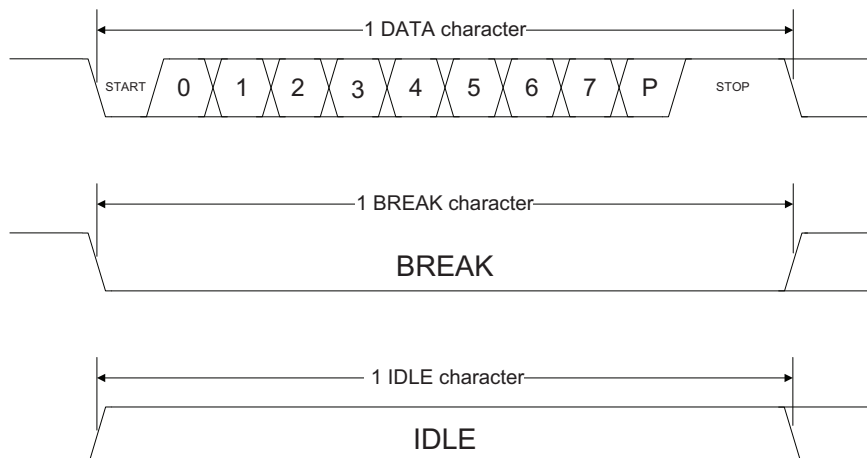 1 DATA character
START 0 1 2 3 4 5 6 7 P STOP
1 BREAK character
BREAK
1 IDLE character
IDLE